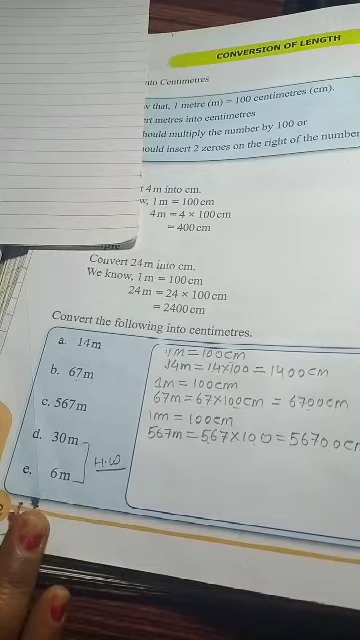 CONVERSION OF LENGTH
nto Centimetres
w that, 1 metre (m) = 100 centimetres (cm).
rt metres into centimetres
hould multiply the number by 100 or
ould insert 2 zeroes on the right of the number
t 4 m into cm.
w, 1 m = 100 cm
4 m = 4 × 100 cm
= 400 cm
Convert 24 m into cm.
We know, 1 m = 100 cm
24 m = 24 × 100 cm
= 2400 cm
Convert the following into centimetres.
a. 14 m
1m = 100cm
14m = 14×100 = 1400cm
b. 67 m
1m = 100cm
67m = 67×100cm = 6700cm
c. 567 m
1m = 100cm
567m = 567×100 = 56700cm
d. 30 m
e. 6 m
H.W